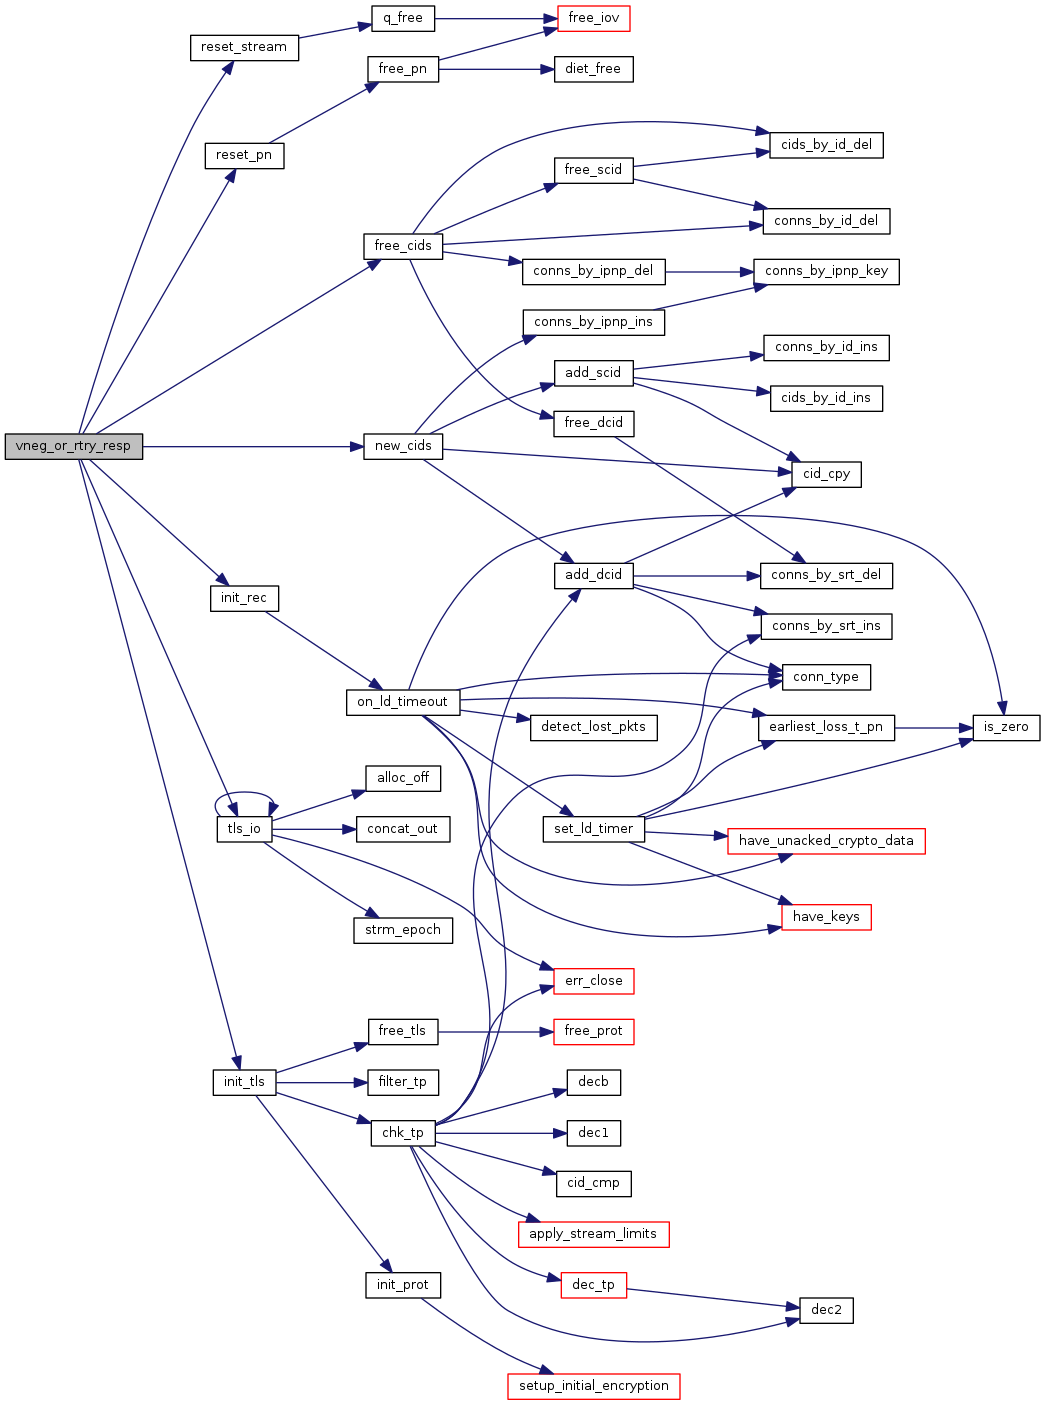 q_free
free_iov
reset_stream
free_pn
diet_free
cids_by_id_del
reset_pn
free_scid
conns_by_id_del
free_cids
conns_by_ipnp_del
conns_by_ipnp_key
conns_by_ipnp_ins
conns_by_id_ins
add_scid
cids_by_id_ins
free_dcid
vneg_or_rtry_resp
new_cids
cid_cpy
add_dcid
conns_by_srt_del
init_rec
conns_by_srt_ins
conn_type
on_ld_timeout
detect_lost_pkts
earliest_loss_t_pn
is_zero
alloc_off
tls_io
concat_out
set_ld_timer
have_unacked_crypto_data
have_keys
strm_epoch
err_close
free_tls
free_prot
init_tls
filter_tp
decb
chk_tp
dec1
cid_cmp
apply_stream_limits
init_prot
dec_tp
dec2
setup_initial_encryption